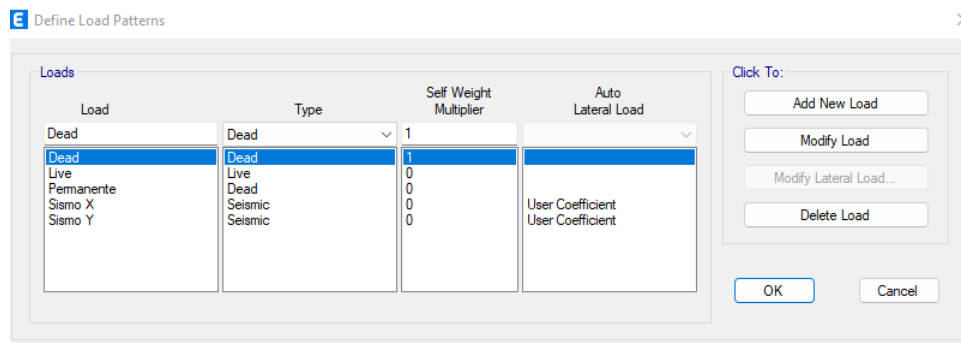 E Define Load Patterns
Loads
Click To:
Load Type Self Weight Multiplier Auto Lateral Load
Dead Dead 1
Dead Dead 1
Live Live 0
Permanente Dead 0
Sismo X Seismic 0 User Coefficient
Sismo Y Seismic 0 User Coefficient
Add New Load
Modify Load
Modify Lateral Load...
Delete Load
OK Cancel